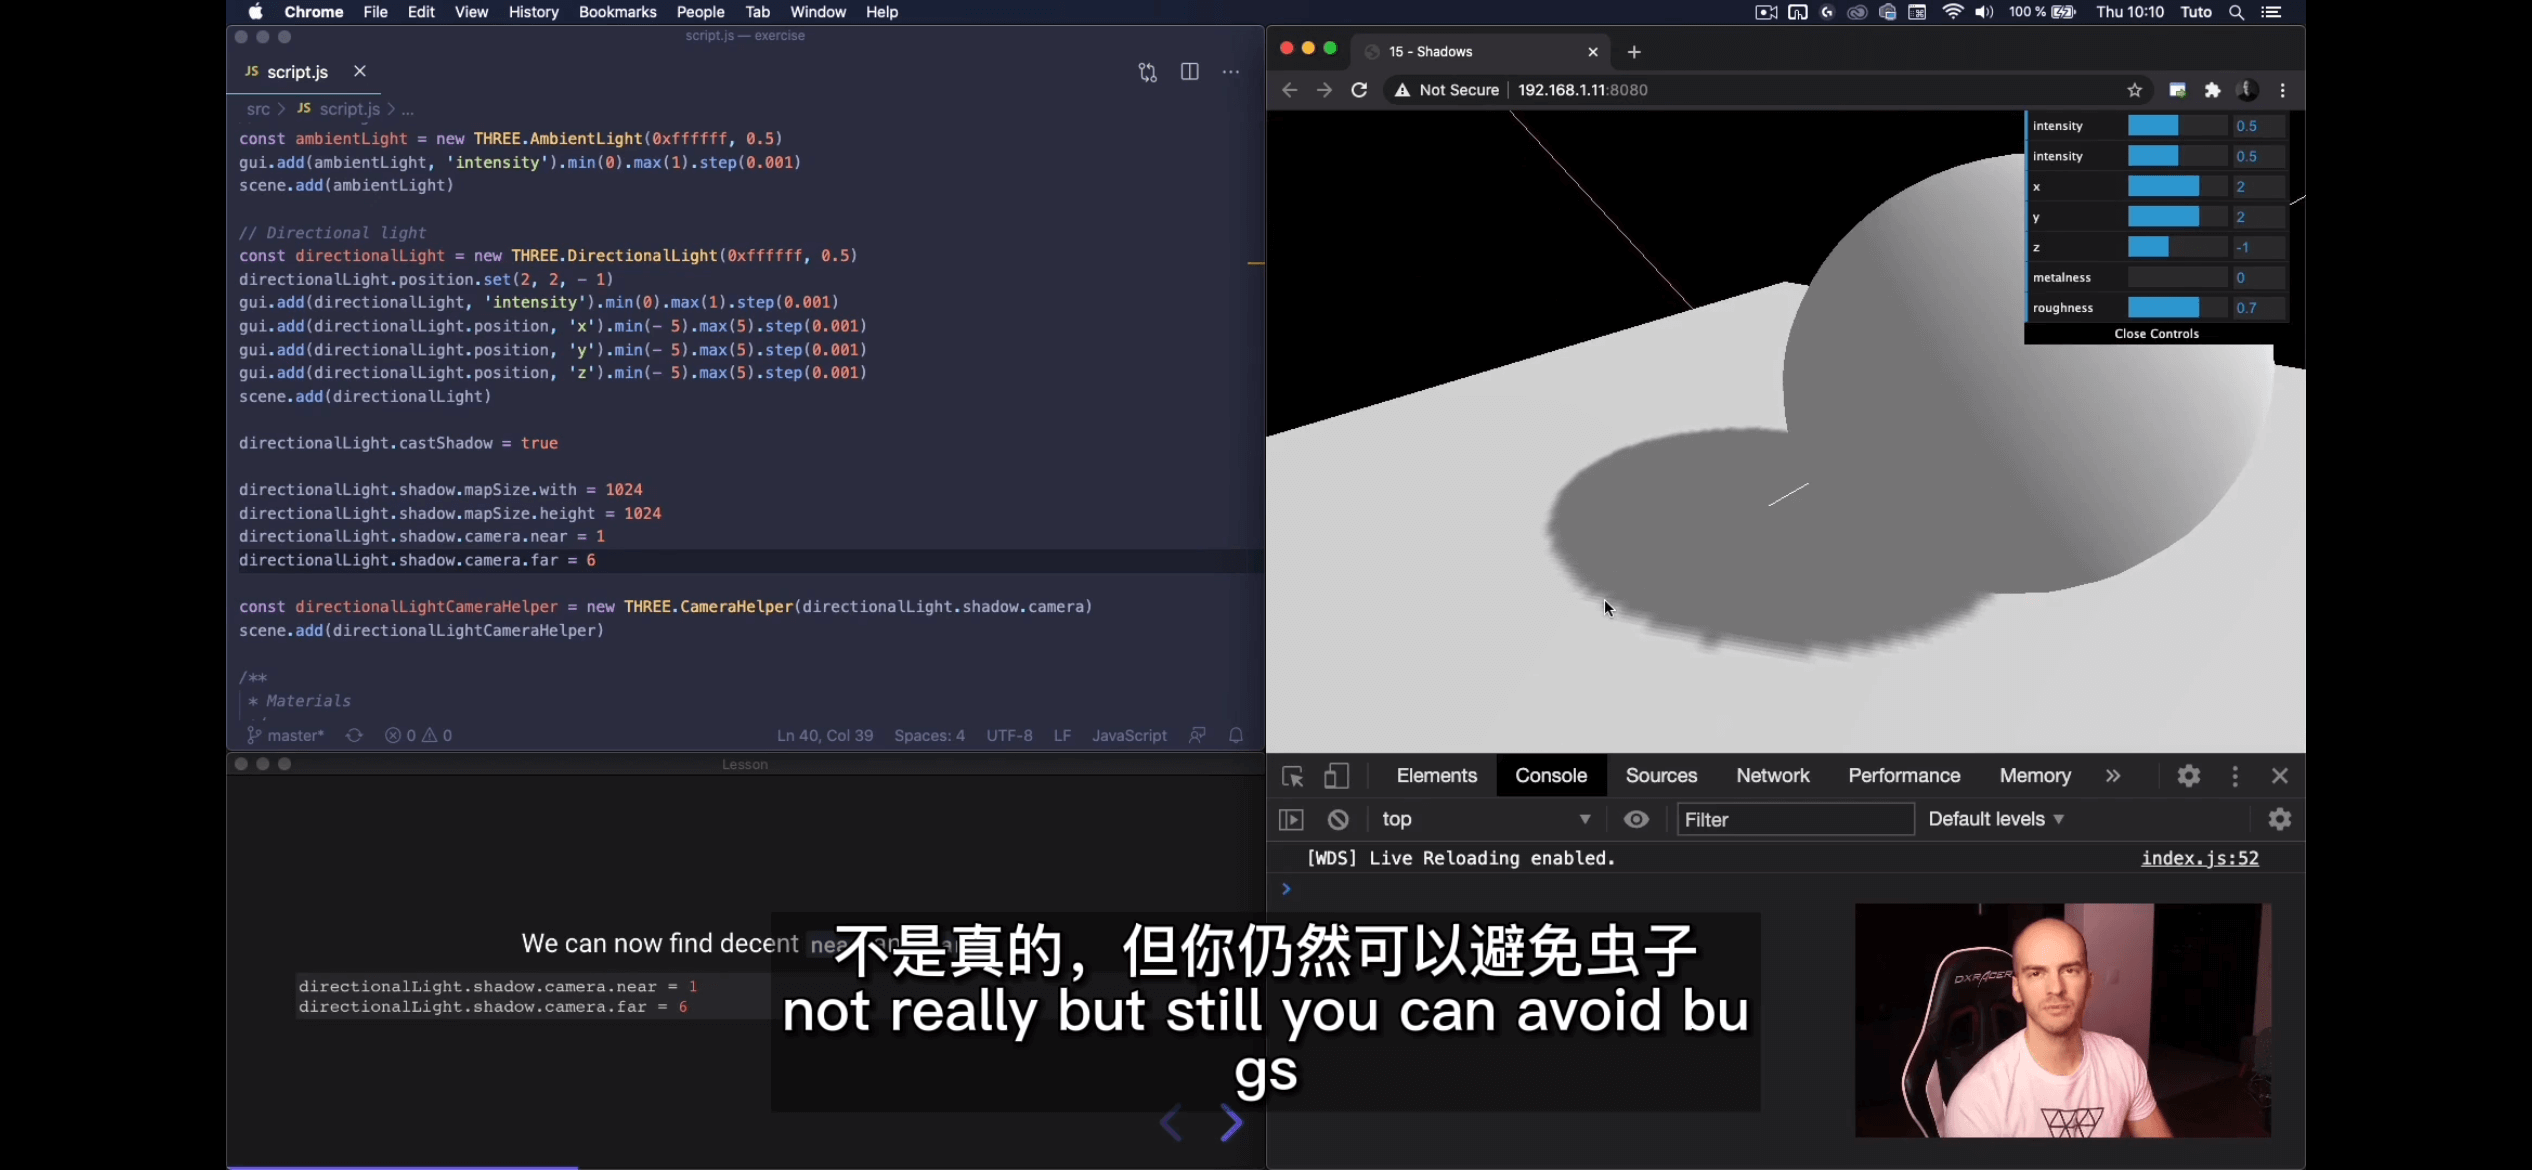 Chrome File Edit View History Bookmarks People Tab Window Help
100 % Thu 10:10 Tuto
script.js — exercise
JS script.js
src > JS script.js > ...
const ambientLight = new THREE.AmbientLight(0xffffff, 0.5)
gui.add(ambientLight, 'intensity').min(0).max(1).step(0.001)
scene.add(ambientLight)
// Directional light
const directionalLight = new THREE.DirectionalLight(0xffffff, 0.5)
directionalLight.position.set(2, 2, - 1)
gui.add(directionalLight, 'intensity').min(0).max(1).step(0.001)
gui.add(directionalLight.position, 'x').min(- 5).max(5).step(0.001)
gui.add(directionalLight.position, 'y').min(- 5).max(5).step(0.001)
gui.add(directionalLight.position, 'z').min(- 5).max(5).step(0.001)
scene.add(directionalLight)
directionalLight.castShadow = true
directionalLight.shadow.mapSize.with = 1024
directionalLight.shadow.mapSize.height = 1024
directionalLight.shadow.camera.near = 1
directionalLight.shadow.camera.far = 6
const directionalLightCameraHelper = new THREE.CameraHelper(directionalLight.shadow.camera)
scene.add(directionalLightCameraHelper)
/**
* Materials
master* 0 0 Ln 40, Col 39 Spaces: 4 UTF-8 LF JavaScript
15 - Shadows
Not Secure 192.168.1.11:8080
intensity 0.5
intensity 0.5
x 2
y 2
z -1
metalness 0
roughness 0.7
Close Controls
Elements Console Sources Network Performance Memory
top Filter Default levels
[WDS] Live Reloading enabled. index.js:52
Lesson
We can now find decent
directionalLight.shadow.camera.near = 1
directionalLight.shadow.camera.far = 6
DXRACER
不是真的，但你仍然可以避免虫子
not really but still you can avoid bu
gs